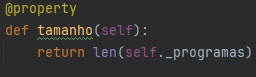 @property
def tamanho(self):
    return len(self._programas)